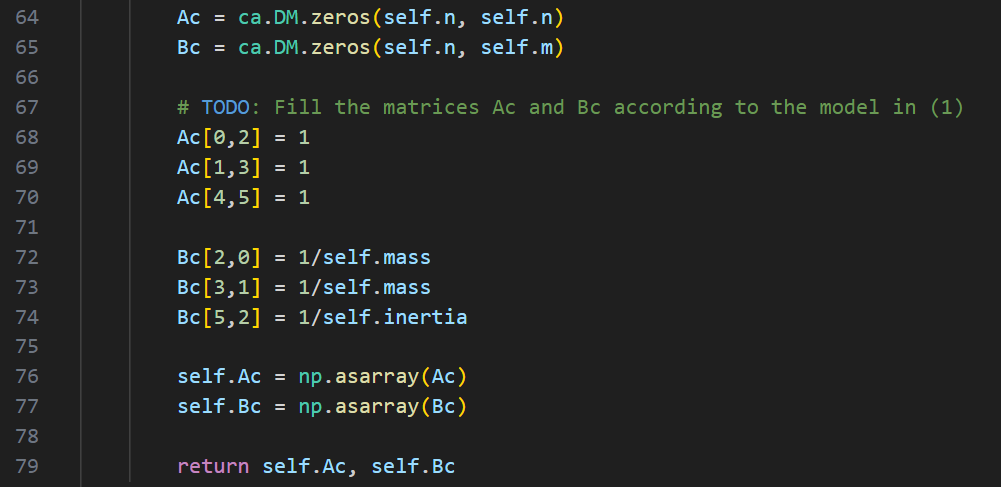 64 Ac = ca.DM.zeros(self.n, self.n)
65 Bc = ca.DM.zeros(self.n, self.m)
66
67 # TODO: Fill the matrices Ac and Bc according to the model in (1)
68 Ac[0,2] = 1
69 Ac[1,3] = 1
70 Ac[4,5] = 1
71
72 Bc[2,0] = 1/self.mass
73 Bc[3,1] = 1/self.mass
74 Bc[5,2] = 1/self.inertia
75
76 self.Ac = np.asarray(Ac)
77 self.Bc = np.asarray(Bc)
78
79 return self.Ac, self.Bc